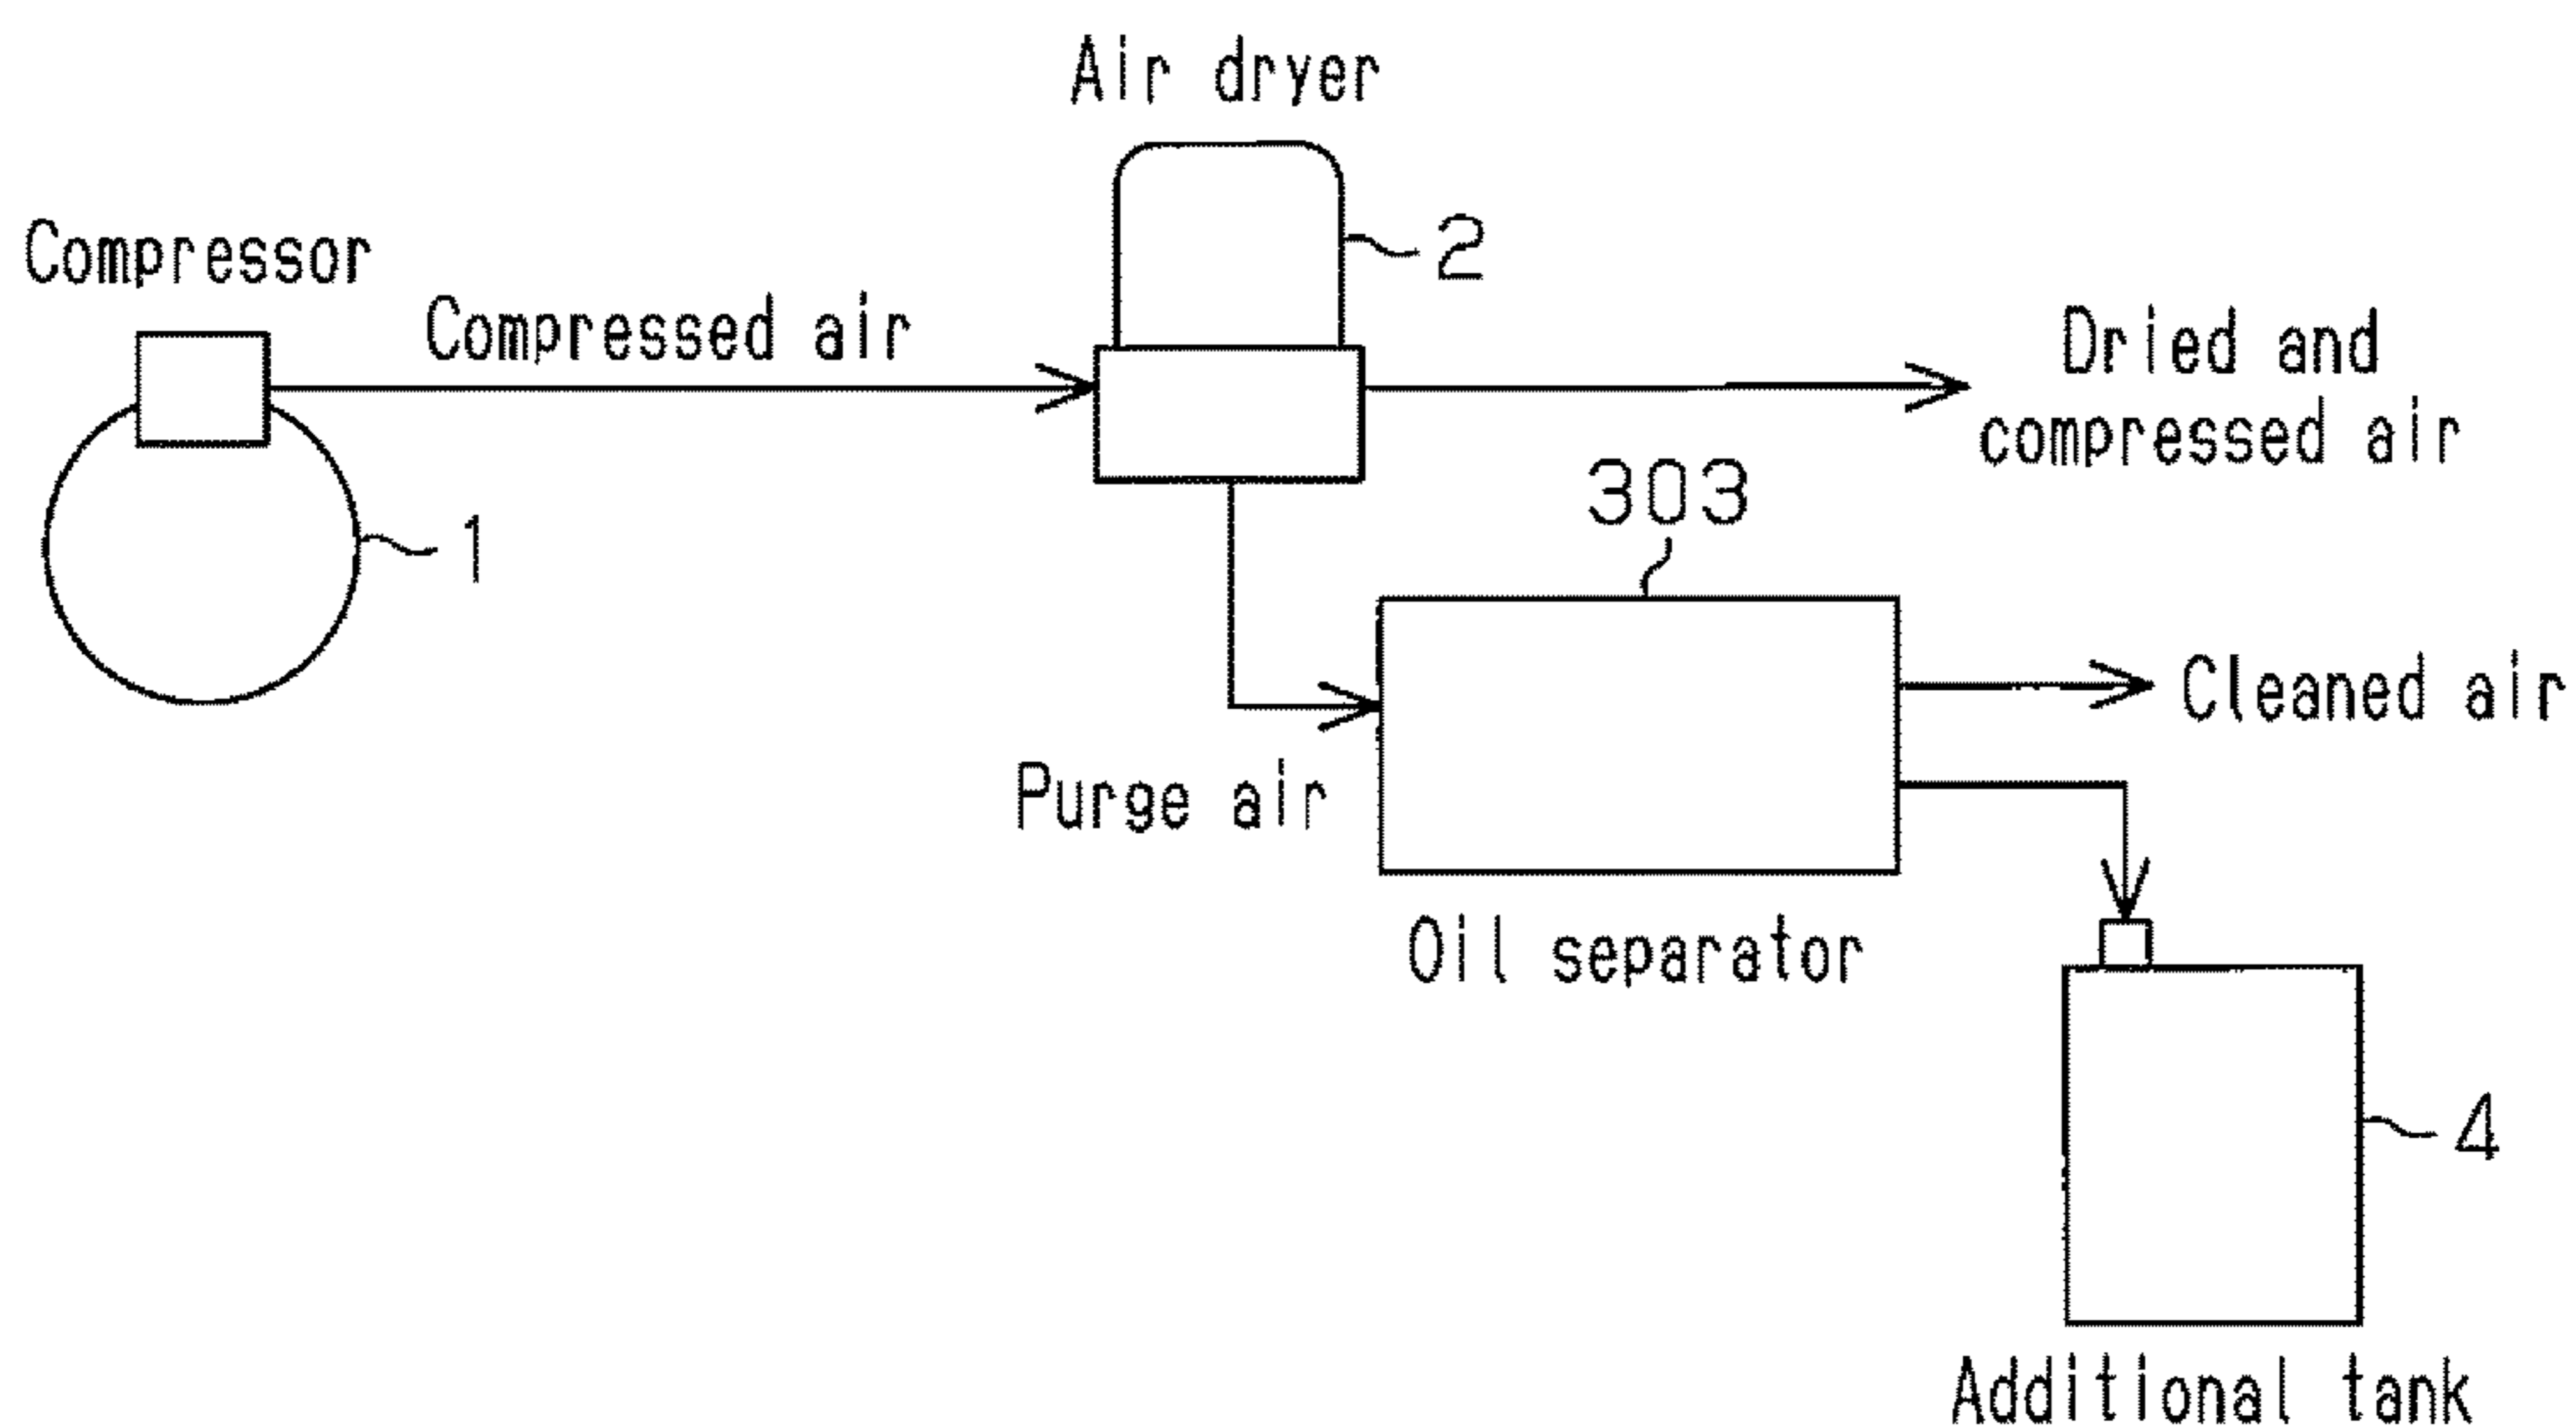 Air dryer
2
Compressor
Compressed air
Dried and
compressed air
1
303
Cleaned air
Purge air
Oil separator
4
Additional tank